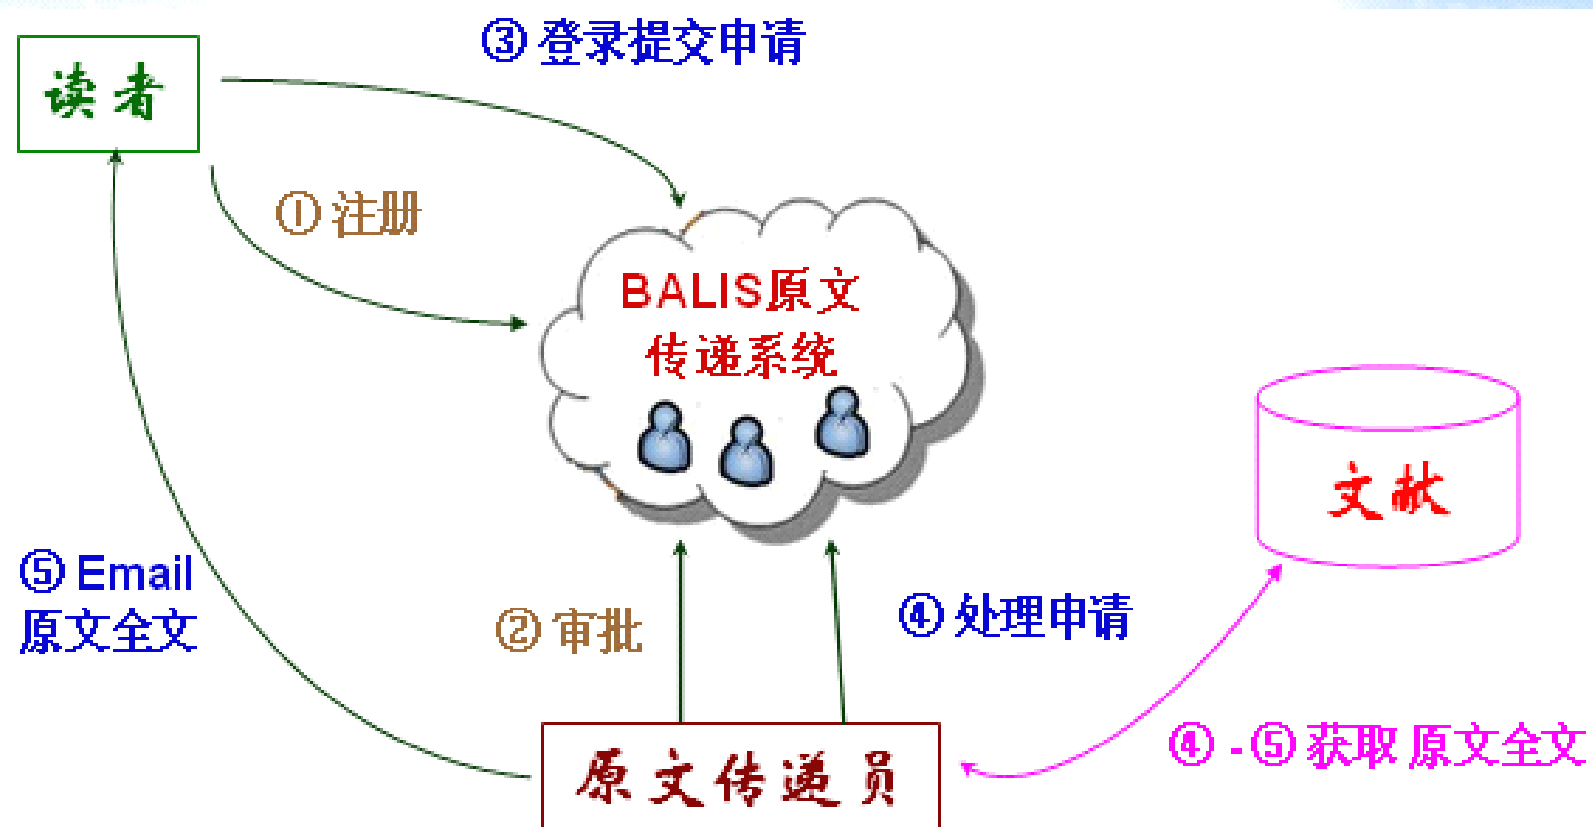 ③ 登录提交申请
读者
① 注册
BALIS原文
传递系统
文献
⑤ Email
原文全文
② 审批
④ 处理申请
④ -⑤ 获取 原文全文
原文传递员